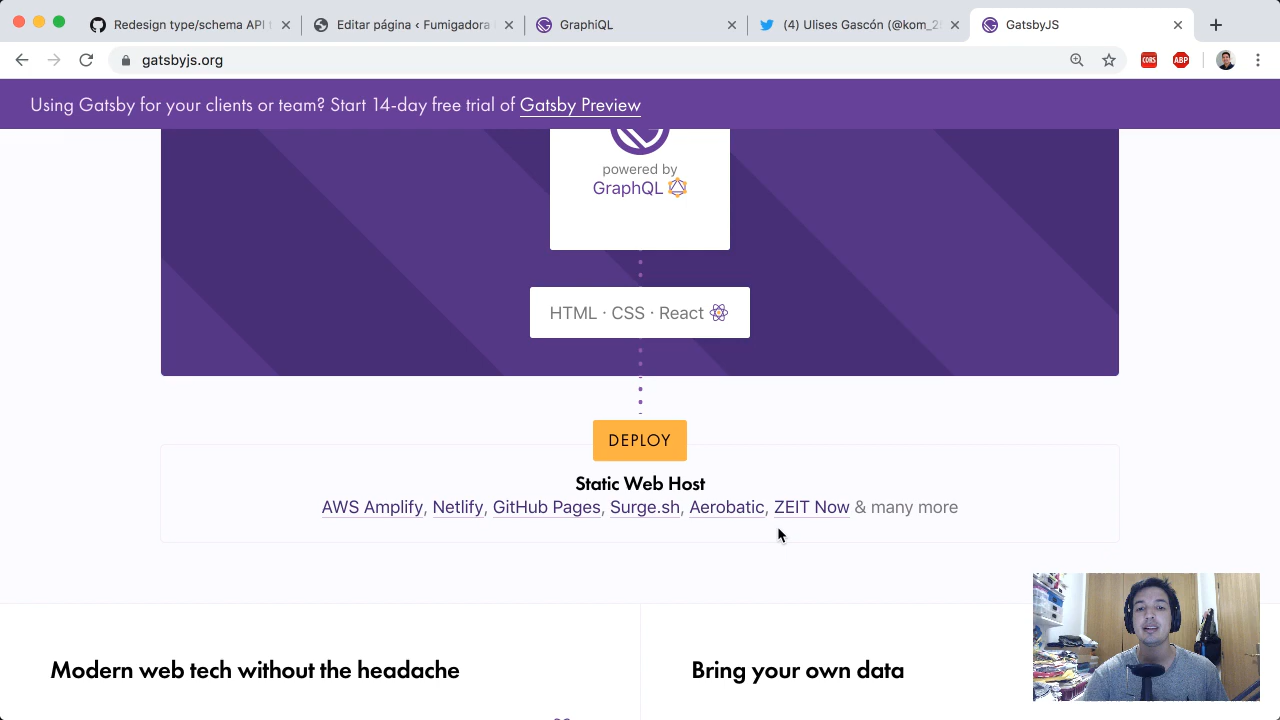 Redesign type/schema API t
Editar página ‹ Fumigadora
GraphiQL
(4) Ulises Gascón (@kom_25
GatsbyJS
gatsbyjs.org
CORS
ABP
Using Gatsby for your clients or team? Start 14-day free trial of Gatsby Preview
powered by
GraphQL
HTML · CSS · React
DEPLOY
Static Web Host
AWS Amplify, Netlify, GitHub Pages, Surge.sh, Aerobatic, ZEIT Now & many more
Modern web tech without the headache
Bring your own data